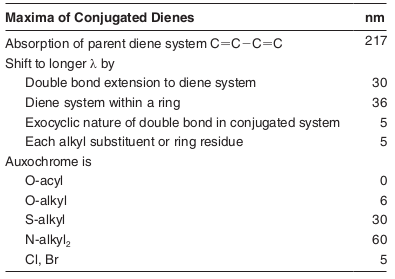 Maxima of Conjugated Dienes nm
Absorption of parent diene system C=C−C=C 217
Shift to longer λ by
Double bond extension to diene system 30
Diene system within a ring 36
Exocyclic nature of double bond in conjugated system 5
Each alkyl substituent or ring residue 5
Auxochrome is
O-acyl 0
O-alkyl 6
S-alkyl 30
N-alkyl₂ 60
Cl, Br 5